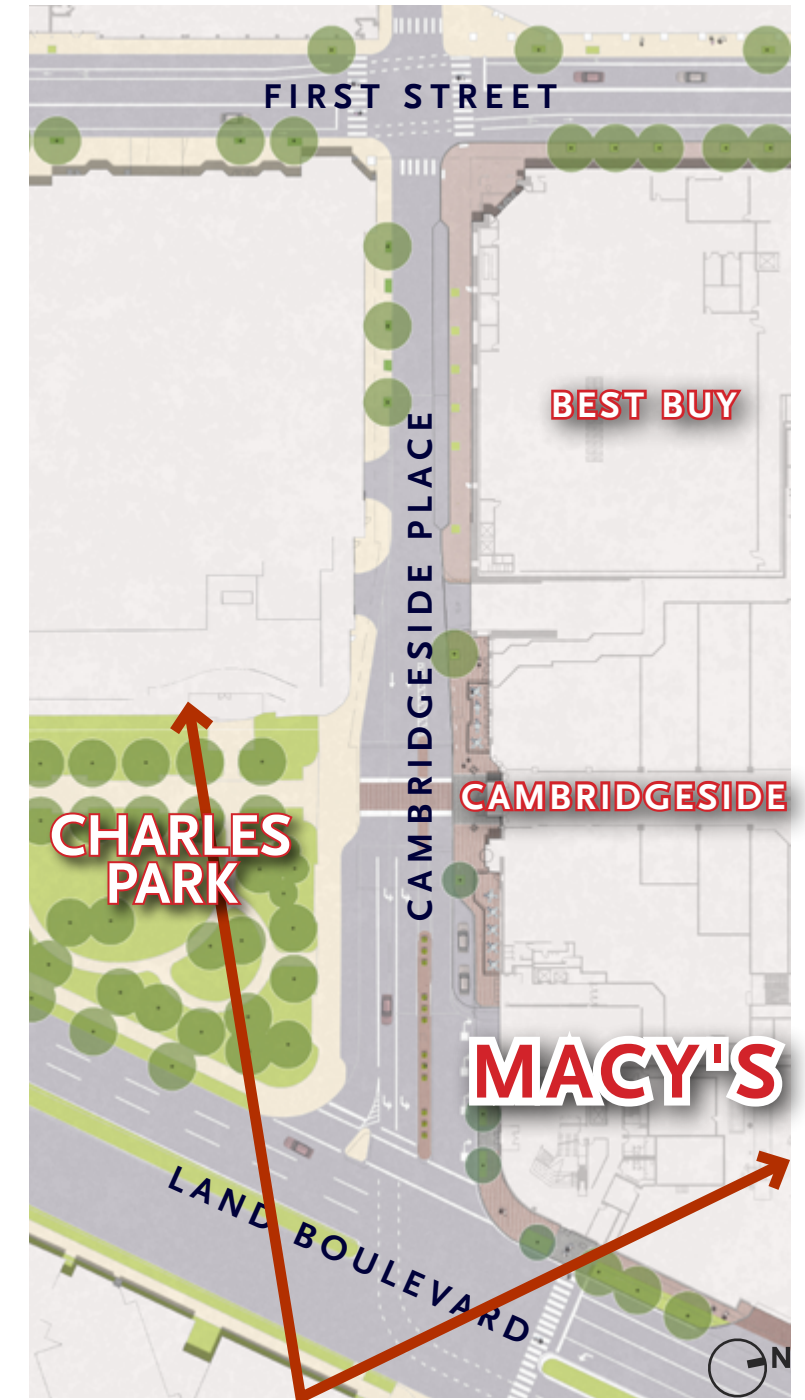 FIRST STREET
BEST BUY
CAMBRIDGESIDE PLACE
CAMBRIDGESIDE
CHARLES
PARK
MACY'S
LAND BOULEVARD
N